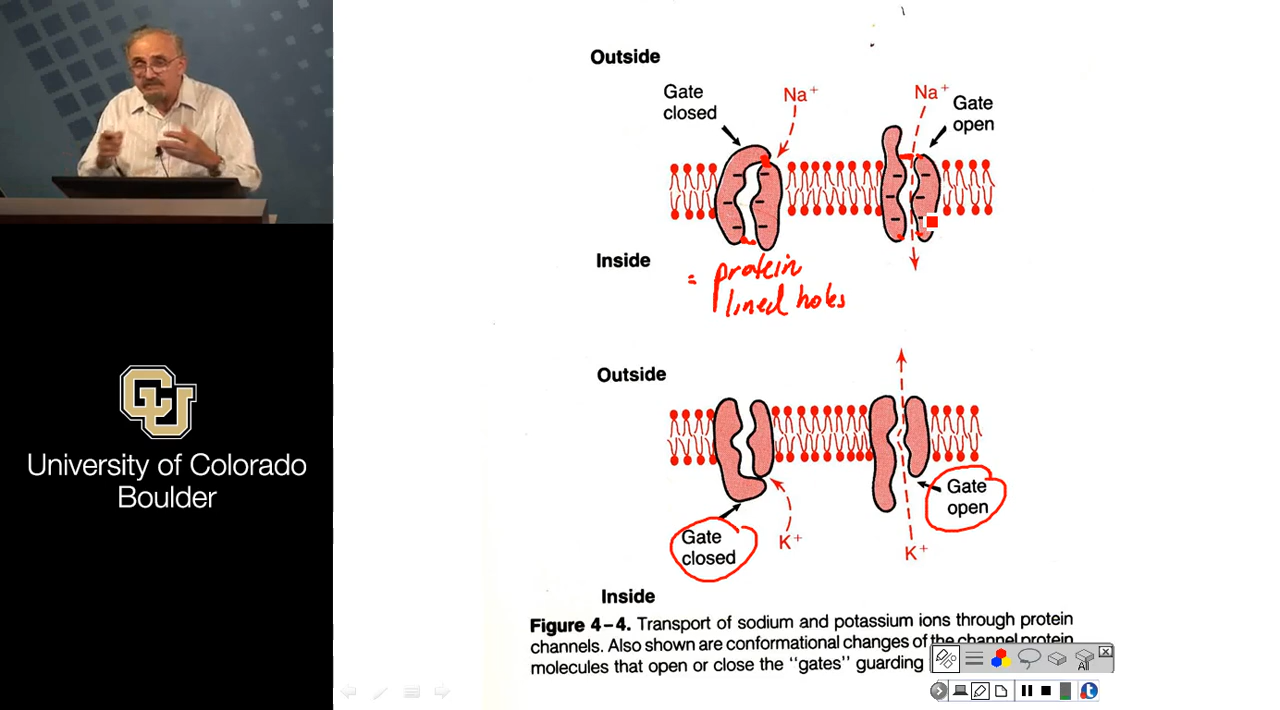 Outside
Gate
closed
Na⁺
Na⁺
Gate
open
Inside
= protein
lined holes
Outside
Gate
open
Gate
closed
K⁺
K⁺
Inside
Figure 4–4. Transport of sodium and potassium ions through protein
channels. Also shown are conformational changes of the channel protein
molecules that open or close the "gates" guarding
CU
University of Colorado
Boulder
All